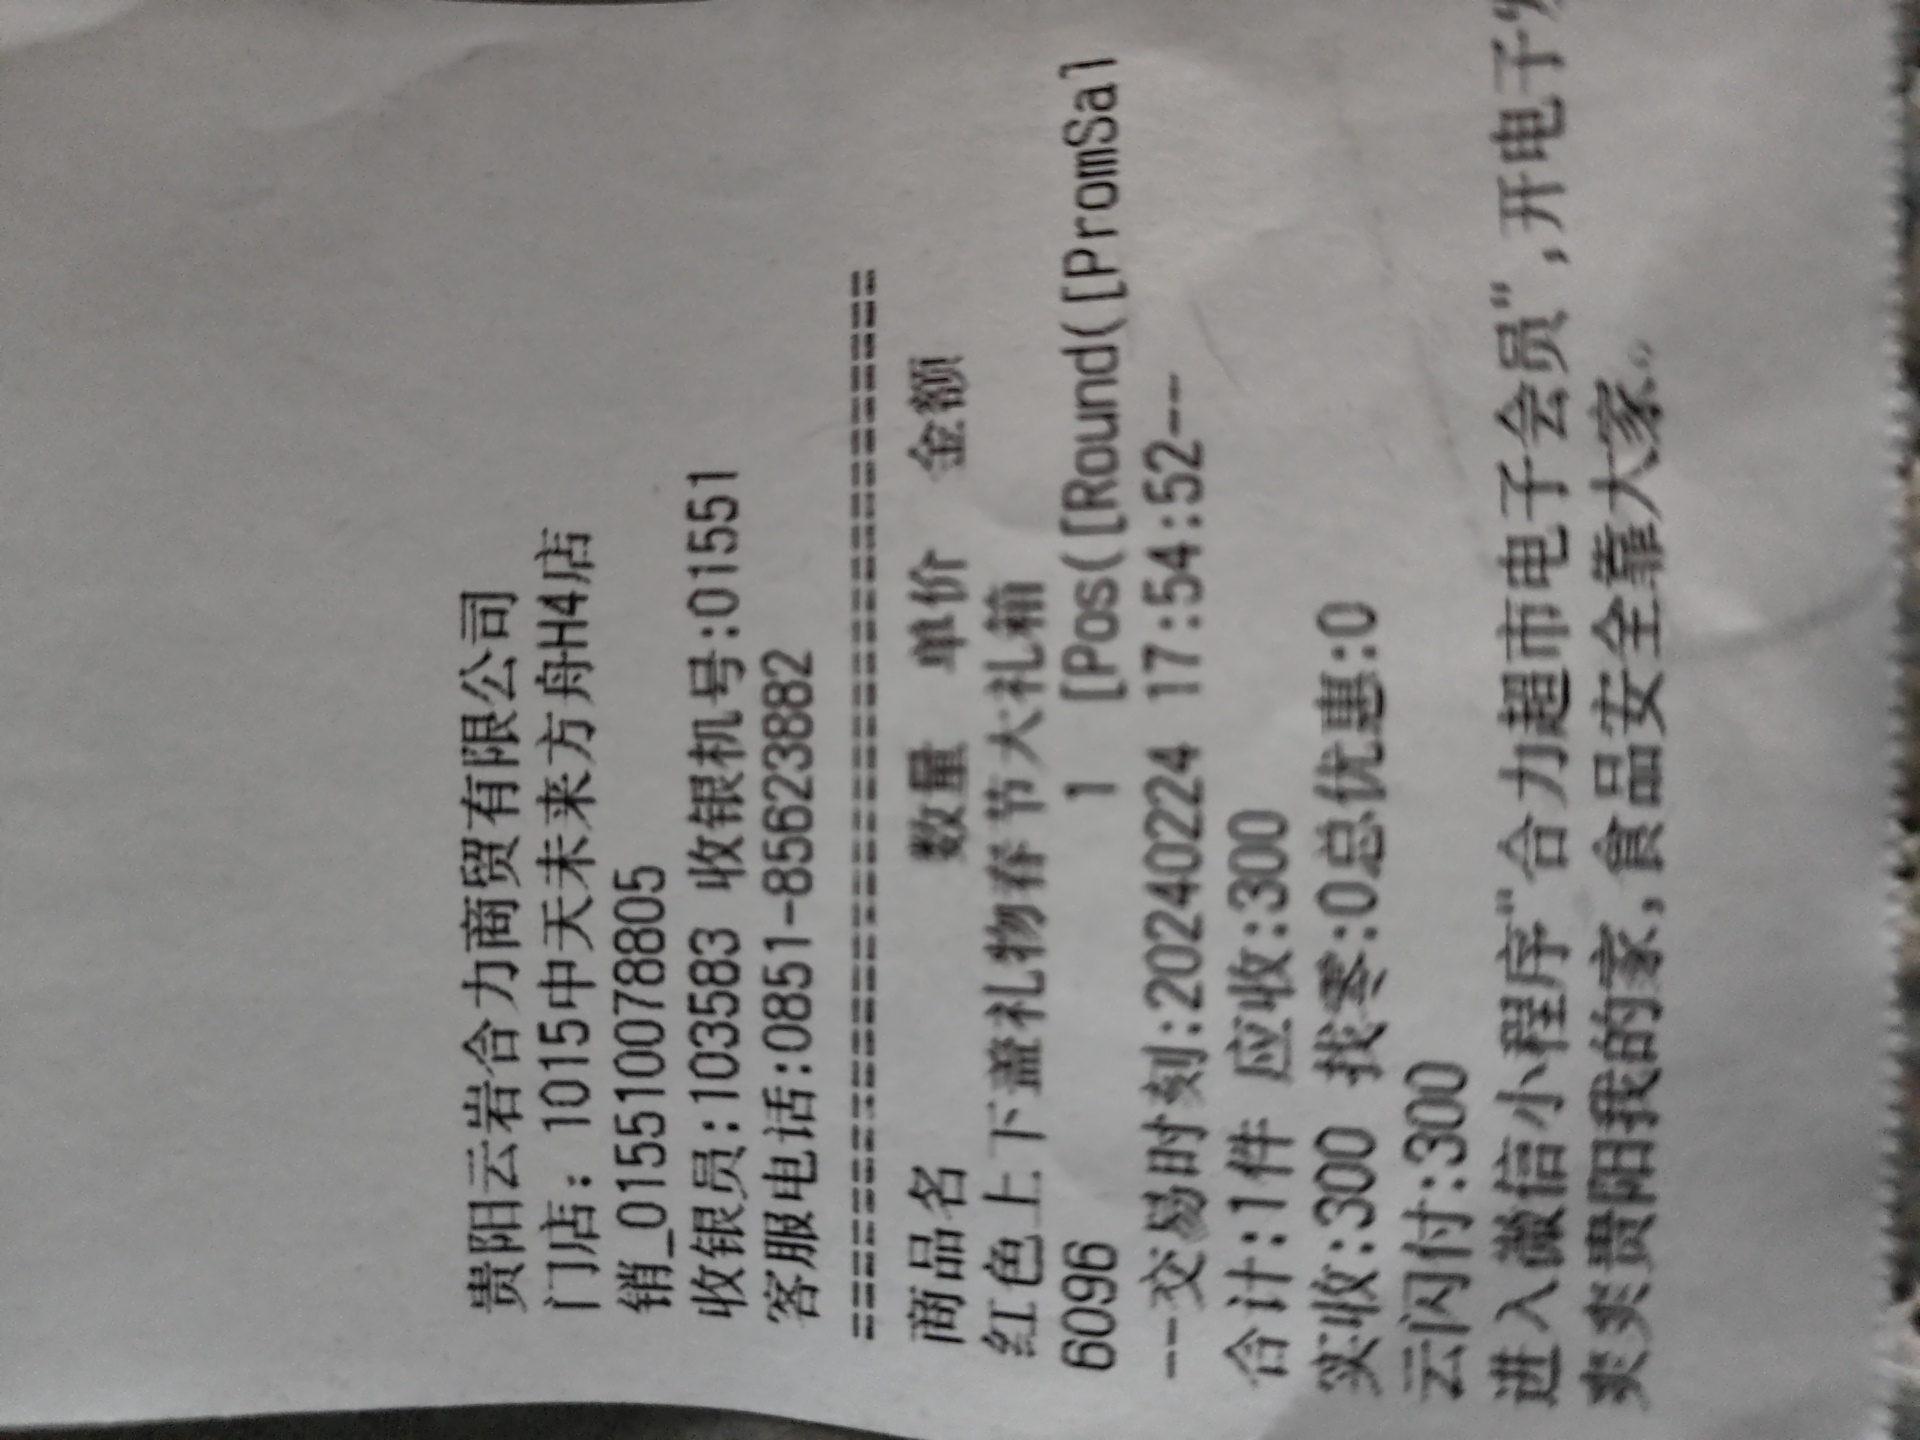 贵阳云岩合力商贸有限公司
门店: 1015中天未来方舟H4店
销_015510078805
收银员:103583 收银机号:01551
客服电话:0851-85623882
==========================================
商品名 数量 单价 金额
红色上下盖礼物春节大礼箱
6096 1 [Pos([Round([PromSal
--交易时刻:20240224 17:54:52--
合计:1件 应收:300
实收:300 找零:0总优惠:0
云闪付:300
进入微信小程序"合力超市电子会员",开电子
爽爽贵阳我的家,食品安全靠大家。